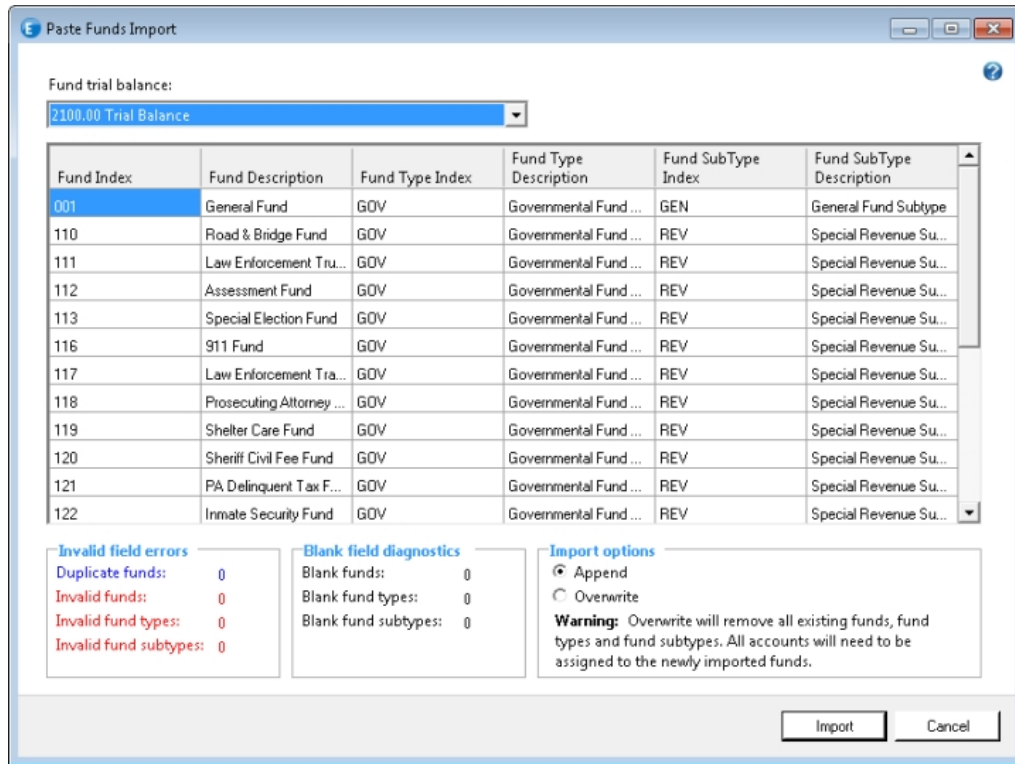 Paste Funds Import
Fund trial balance:
2100.00 Trial Balance
Fund Index Fund Description Fund Type Index Fund Type Description Fund SubType Index Fund SubType Description
001 General Fund GOV Governmental Fund ... GEN General Fund Subtype
110 Road & Bridge Fund GOV Governmental Fund ... REV Special Revenue Su...
111 Law Enforcement Tru... GOV Governmental Fund ... REV Special Revenue Su...
112 Assessment Fund GOV Governmental Fund ... REV Special Revenue Su...
113 Special Election Fund GOV Governmental Fund ... REV Special Revenue Su...
116 911 Fund GOV Governmental Fund ... REV Special Revenue Su...
117 Law Enforcement Tra... GOV Governmental Fund ... REV Special Revenue Su...
118 Prosecuting Attorney ... GOV Governmental Fund ... REV Special Revenue Su...
119 Shelter Care Fund GOV Governmental Fund ... REV Special Revenue Su...
120 Sheriff Civil Fee Fund GOV Governmental Fund ... REV Special Revenue Su...
121 PA Delinquent Tax F... GOV Governmental Fund ... REV Special Revenue Su...
122 Inmate Security Fund GOV Governmental Fund ... REV Special Revenue Su...
Invalid field errors
Duplicate funds: 0
Invalid funds: 0
Invalid fund types: 0
Invalid fund subtypes: 0
Blank field diagnostics
Blank funds: 0
Blank fund types: 0
Blank fund subtypes: 0
Import options
Append
Overwrite
Warning: Overwrite will remove all existing funds, fund
types and fund subtypes. All accounts will need to be
assigned to the newly imported funds.
Import Cancel